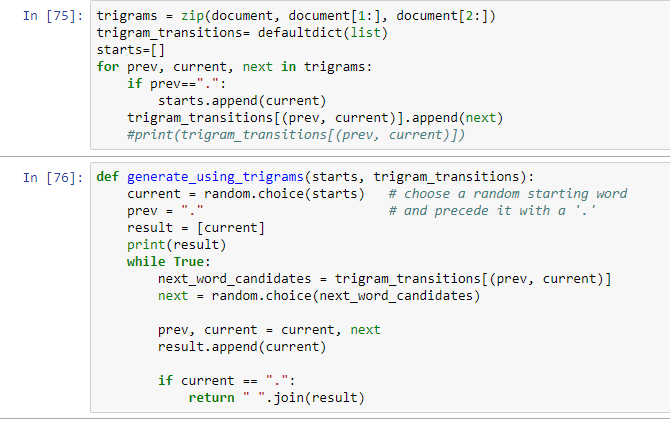 In [75]: trigrams = zip(document, document[1:], document[2:])
trigram_transitions= defaultdict(list)
starts=[]
for prev, current, next in trigrams:
    if prev==".":
        starts.append(current)
    trigram_transitions[(prev, current)].append(next)
    #print(trigram_transitions[(prev, current)])
In [76]: def generate_using_trigrams(starts, trigram_transitions):
    current = random.choice(starts)   # choose a random starting word
    prev = "."                        # and precede it with a '.'
    result = [current]
    print(result)
    while True:
        next_word_candidates = trigram_transitions[(prev, current)]
        next = random.choice(next_word_candidates)
        prev, current = current, next
        result.append(current)
        if current == ".":
            return " ".join(result)